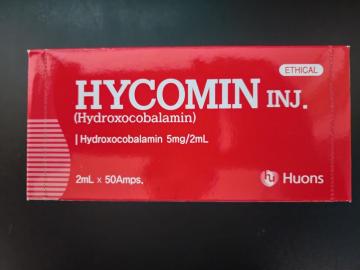 ETHICAL
HYCOMIN INJ.
(Hydroxocobalamin)
Hydroxocobalamin 5mg/2mL
2mL x 50Amps.
Huons